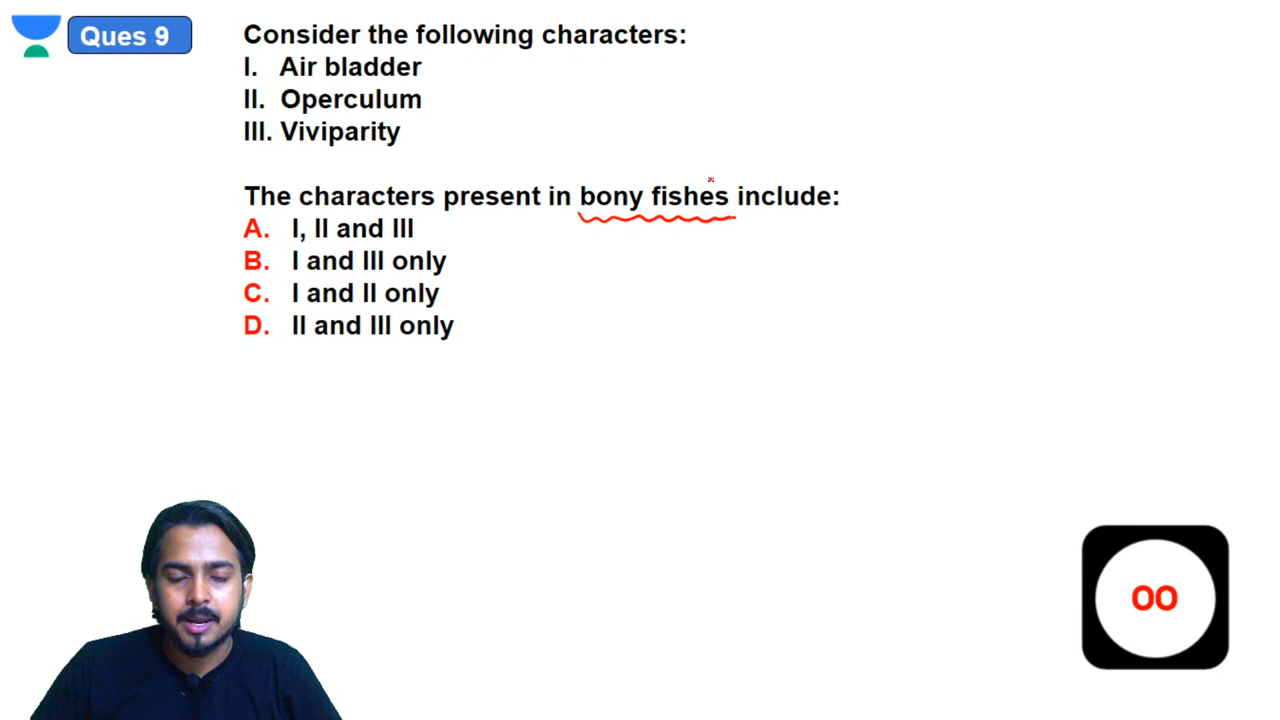 Ques 9
Consider the following characters:
I. Air bladder
II. Operculum
III. Viviparity
The characters present in bony fishes include:
A. I, II and III
B. I and III only
C. I and II only
D. II and III only
00